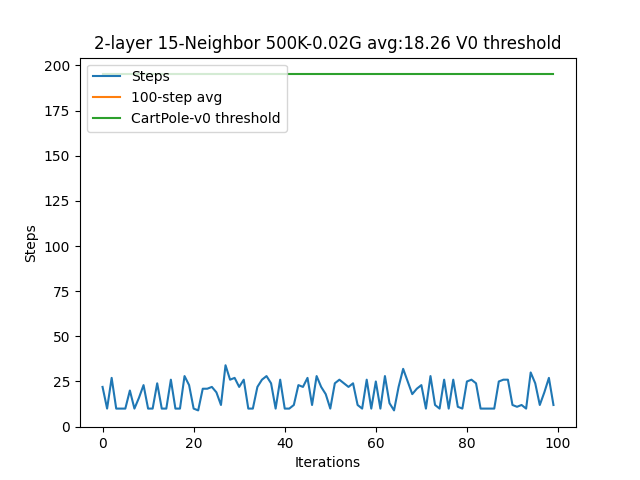 2-layer 15-Neighbor 500K-0.02G avg:18.26 V0 threshold
200
175
150
125
100
75
50
25
0
Steps
Steps
100-step avg
CartPole-v0 threshold
0 20 40 60 80 100
Iterations